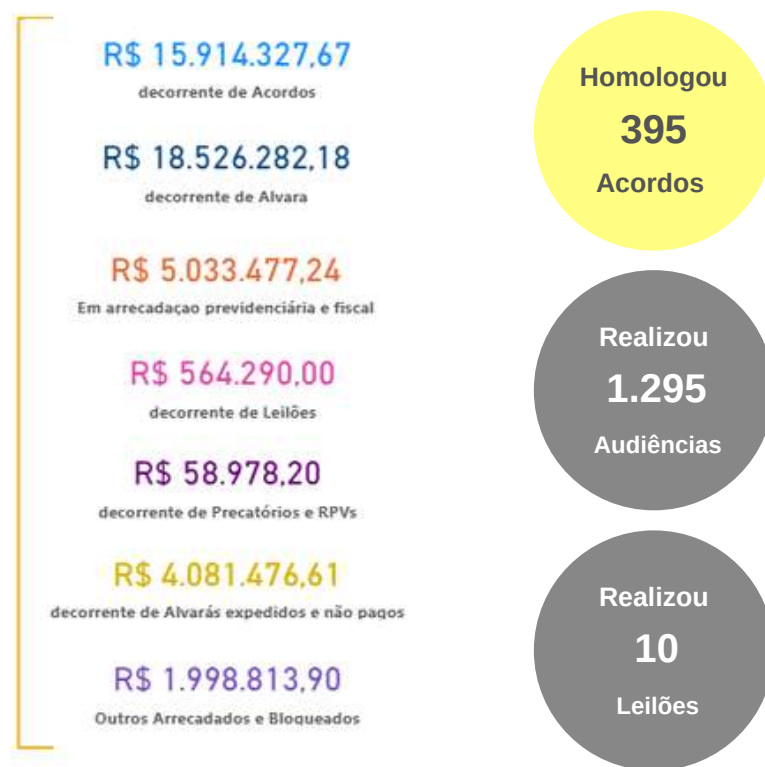 R$ 15.914.327,67
decorrente de Acordos
R$ 18.526.282,18
decorrente de Alvara
R$ 5.033.477,24
Em arrecadaçao previdenciária e fiscal
R$ 564.290,00
decorrente de Leilões
R$ 58.978,20
decorrente de Precatórios e RPVs
R$ 4.081.476,61
decorrente de Alvarás expedidos e não pagos
R$ 1.998.813,90
Outros Arrecadados e Bloqueados
Homologou
395
Acordos
Realizou
1.295
Audiências
Realizou
10
Leilões